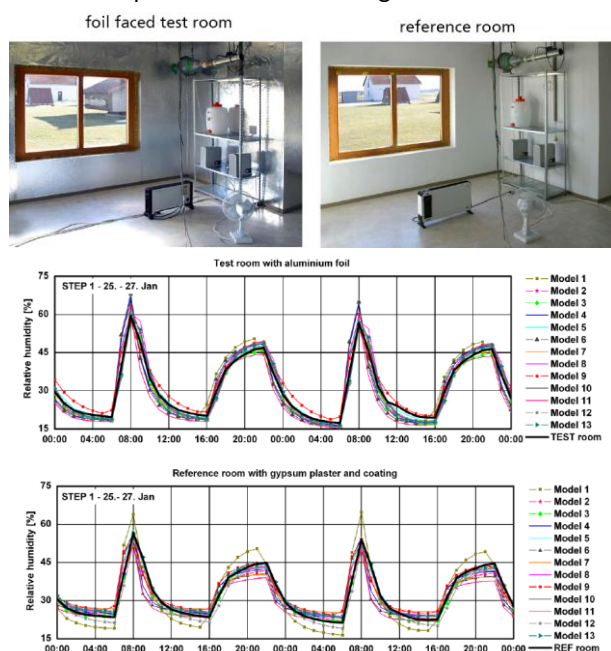 foil faced test room
reference room
Test room with aluminium foil
STEP 1 - 25. - 27. Jan
Relative humidity [%]
75
60
45
30
15
00:00 04:00 08:00 12:00 16:00 20:00 00:00 04:00 08:00 12:00 16:00 20:00 00:00
Model 1
Model 2
Model 3
Model 4
Model 5
Model 6
Model 7
Model 8
Model 9
Model 10
Model 11
Model 12
Model 13
TEST room
Reference room with gypsum plaster and coating
STEP 1 - 25. - 27. Jan
Relative humidity [%]
75
60
45
30
15
00:00 04:00 08:00 12:00 16:00 20:00 00:00 04:00 08:00 12:00 16:00 20:00 00:00
Model 1
Model 2
Model 3
Model 4
Model 5
Model 6
Model 7
Model 8
Model 9
Model 10
Model 11
Model 12
Model 13
REF room